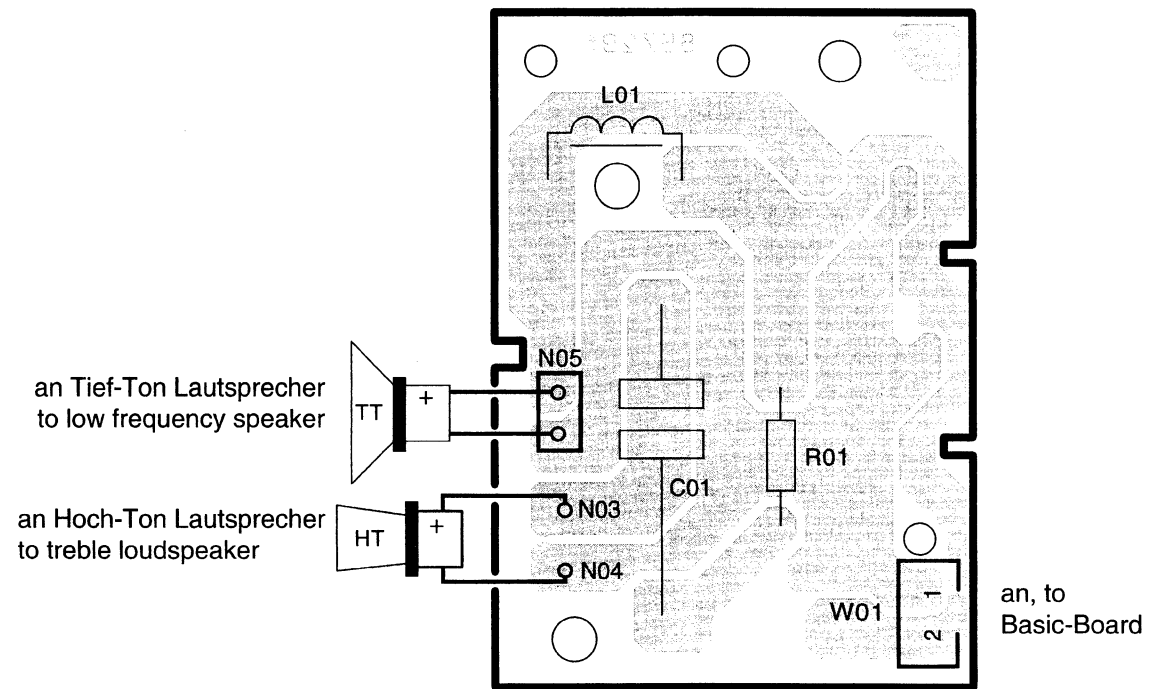 L01
N05
an Tief-Ton Lautsprecher
to low frequency speaker
TT
+
R01
C01
N03
an Hoch-Ton Lautsprecher
to treble loudspeaker
HT
+
N04
W01
1
2
an, to
Basic-Board